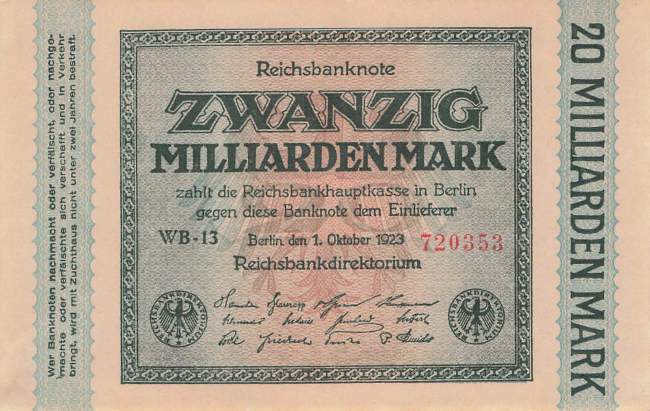 Wer Banknoten nachmacht oder verfälscht, oder nachge-
machte oder verfälschte sich verschafft und in Verkehr
bringt, wird mit Zuchthaus nicht unter zwei Jahren bestraft.
Reichsbanknote
ZWANZIG
MILLIARDEN MARK
zahlt die Reichsbankhauptkasse in Berlin
gegen diese Banknote dem Einlieferer
WB-13 Berlin, den 1. Oktober 1923 720353
Reichsbankdirektorium
REICHSBANKDIREKTORIUM
REICHSBANKDIREKTORIUM
20 MILLIARDEN MARK